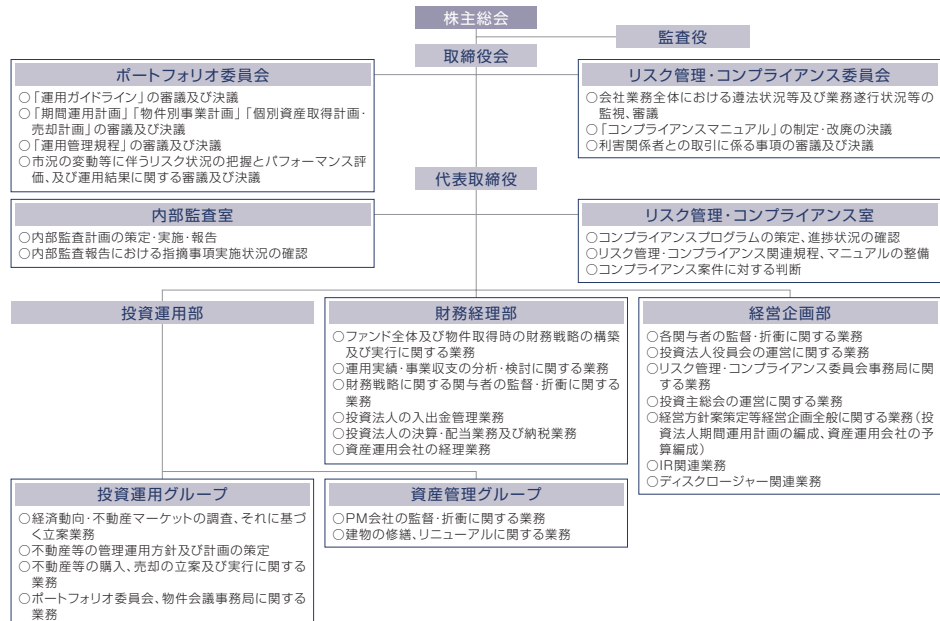 株主総会
監査役
取締役会
ポートフォリオ委員会
○「運用ガイドライン」の審議及び決議
○「期間運用計画」「物件別事業計画」「個別資産取得計画・
売却計画」の審議及び決議
○「運用管理規程」の審議及び決議
○市況の変動等に伴うリスク状況の把握とパフォーマンス評
価、及び運用結果に関する審議及び決議
リスク管理・コンプライアンス委員会
○会社業務全体における遵法状況等及び業務遂行状況等の
監視、審議
○「コンプライアンスマニュアル」の制定・改廃の決議
○利害関係者との取引に係る事項の審議及び決議
代表取締役
内部監査室
○内部監査計画の策定・実施・報告
○内部監査報告における指摘事項実施状況の確認
リスク管理・コンプライアンス室
○コンプライアンスプログラムの策定、進捗状況の確認
○リスク管理・コンプライアンス関連規程、マニュアルの整備
○コンプライアンス案件に対する判断
投資運用部
財務経理部
○ファンド全体及び物件取得時の財務戦略の構築
及び実行に関する業務
○運用実績・事業収支の分析・検討に関する業務
○財務戦略に関する関与者の監督・折衝に関する
業務
○投資法人の入出金管理業務
○投資法人の決算・配当業務及び納税業務
○資産運用会社の経理業務
経営企画部
○各関与者の監督・折衝に関する業務
○投資法人役員会の運営に関する業務
○リスク管理・コンプライアンス委員会事務局に関
する業務
○投資主総会の運営に関する業務
○経営方針案策定等経営企画全般に関する業務（投
資法人期間運用計画の編成、資産運用会社の予
算編成）
○IR関連業務
○ディスクロージャー関連業務
投資運用グループ
○経済動向・不動産マーケットの調査、それに基づ
く立案業務
○不動産等の管理運用方針及び計画の策定
○不動産等の購入、売却の立案及び実行に関する
業務
○ポートフォリオ委員会、物件会議事務局に関する
業務
資産管理グループ
○PM会社の監督・折衝に関する業務
○建物の修繕、リニューアルに関する業務